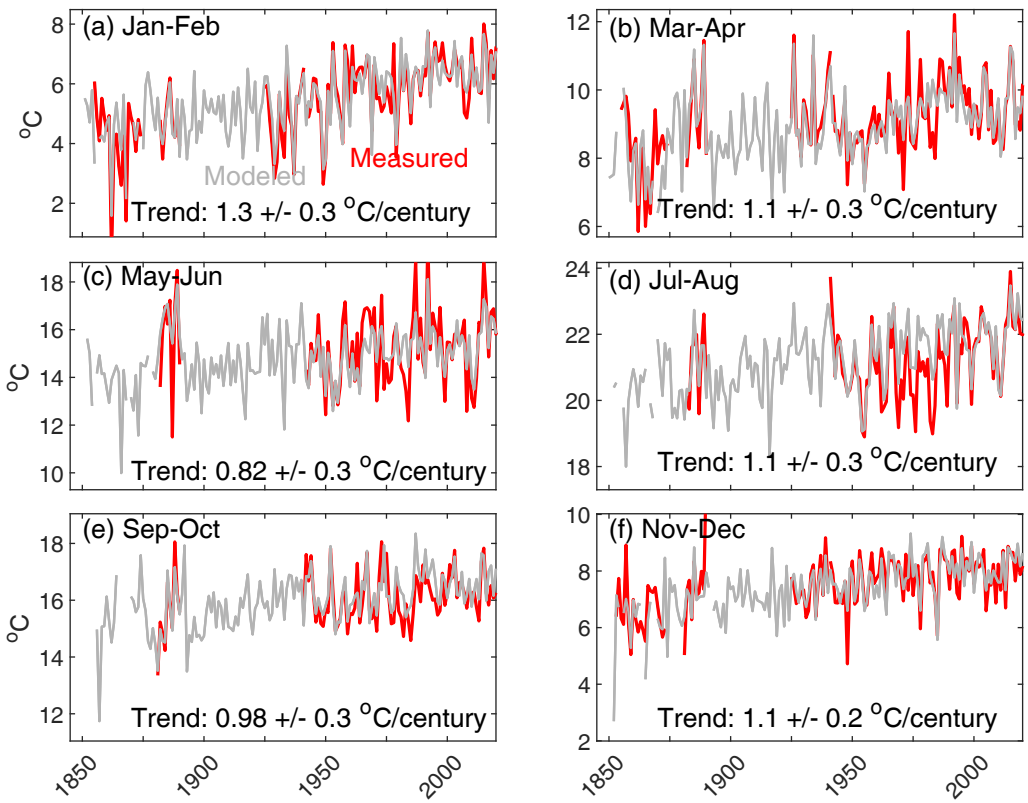 (a) Jan-Feb
8
6
4
2
°C
Modeled
Measured
Trend: 1.3 +/- 0.3 °C/century
(b) Mar-Apr
12
10
8
6
Trend: 1.1 +/- 0.3 °C/century
(c) May-Jun
18
16
14
12
10
°C
Trend: 0.82 +/- 0.3 °C/century
(d) Jul-Aug
24
22
20
18
Trend: 1.1 +/- 0.3 °C/century
(e) Sep-Oct
18
16
14
12
°C
Trend: 0.98 +/- 0.3 °C/century
1850
1900
1950
2000
(f) Nov-Dec
10
8
6
4
2
Trend: 1.1 +/- 0.2 °C/century
1850
1900
1950
2000